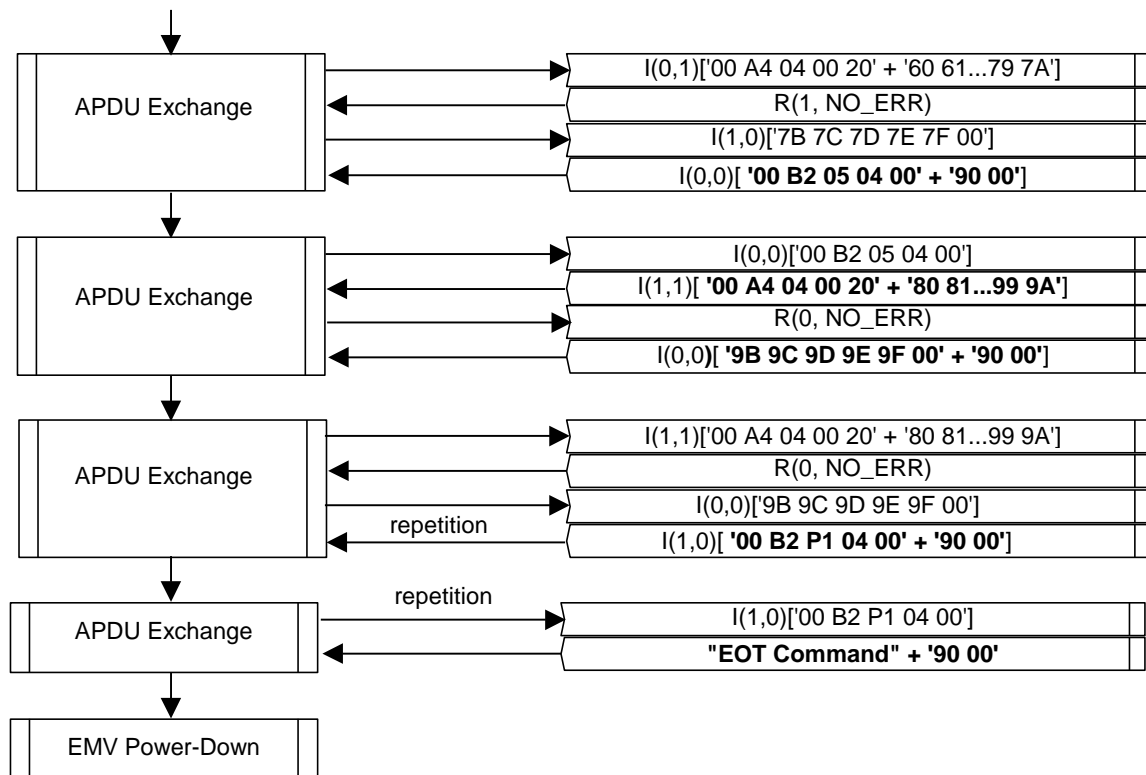 I(0,1)['00 A4 04 00 20' + '60 61...79 7A']
APDU Exchange
R(1, NO_ERR)
I(1,0)['7B 7C 7D 7E 7F 00']
I(0,0)[ '00 B2 05 04 00' + '90 00']
I(0,0)['00 B2 05 04 00']
APDU Exchange
I(1,1)[ '00 A4 04 00 20' + '80 81...99 9A']
R(0, NO_ERR)
I(0,0)[ '9B 9C 9D 9E 9F 00' + '90 00']
I(1,1)['00 A4 04 00 20' + '80 81...99 9A']
APDU Exchange
R(0, NO_ERR)
I(0,0)['9B 9C 9D 9E 9F 00']
repetition
I(1,0)[ '00 B2 P1 04 00' + '90 00']
repetition
I(1,0)['00 B2 P1 04 00']
APDU Exchange
"EOT Command" + '90 00'
EMV Power-Down